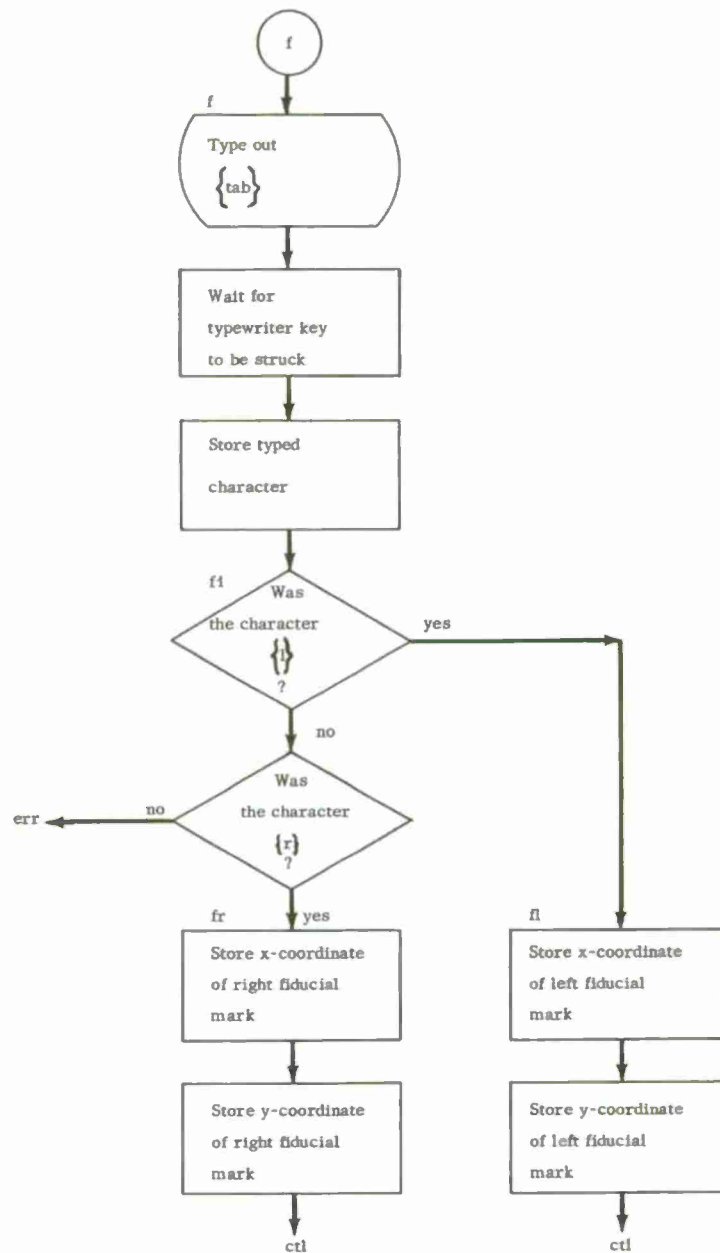 f
f
Type out
{tab}
Wait for
typewriter key
to be struck
Store typed
character
f1
Was
the character
{l}
?
yes
no
Was
the character
{r}
?
no
err
fr
yes
Store x-coordinate
of right fiducial
mark
Store y-coordinate
of right fiducial
mark
ctl
fl
Store x-coordinate
of left fiducial
mark
Store y-coordinate
of left fiducial
mark
ctl